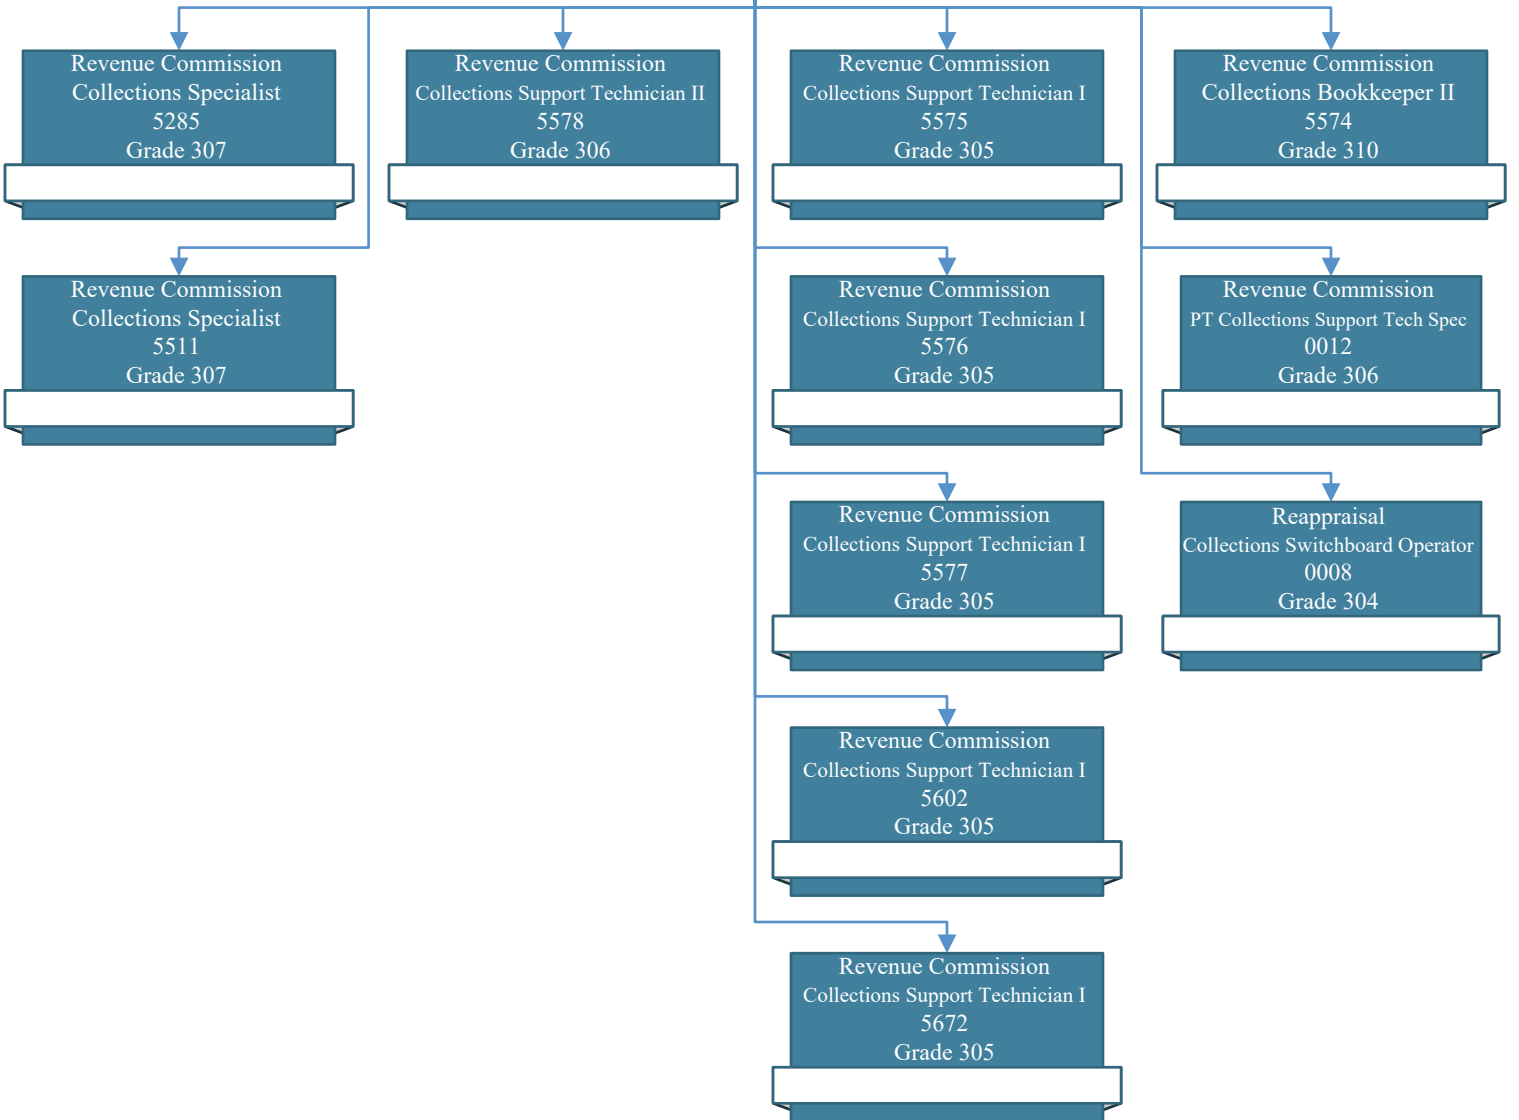 Revenue Commission
Collections Specialist
5285
Grade 307
Revenue Commission
Collections Support Technician II
5578
Grade 306
Revenue Commission
Collections Support Technician I
5575
Grade 305
Revenue Commission
Collections Bookkeeper II
5574
Grade 310
Revenue Commission
Collections Specialist
5511
Grade 307
Revenue Commission
Collections Support Technician I
5576
Grade 305
Revenue Commission
PT Collections Support Tech Spec
0012
Grade 306
Revenue Commission
Collections Support Technician I
5577
Grade 305
Reappraisal
Collections Switchboard Operator
0008
Grade 304
Revenue Commission
Collections Support Technician I
5602
Grade 305
Revenue Commission
Collections Support Technician I
5672
Grade 305